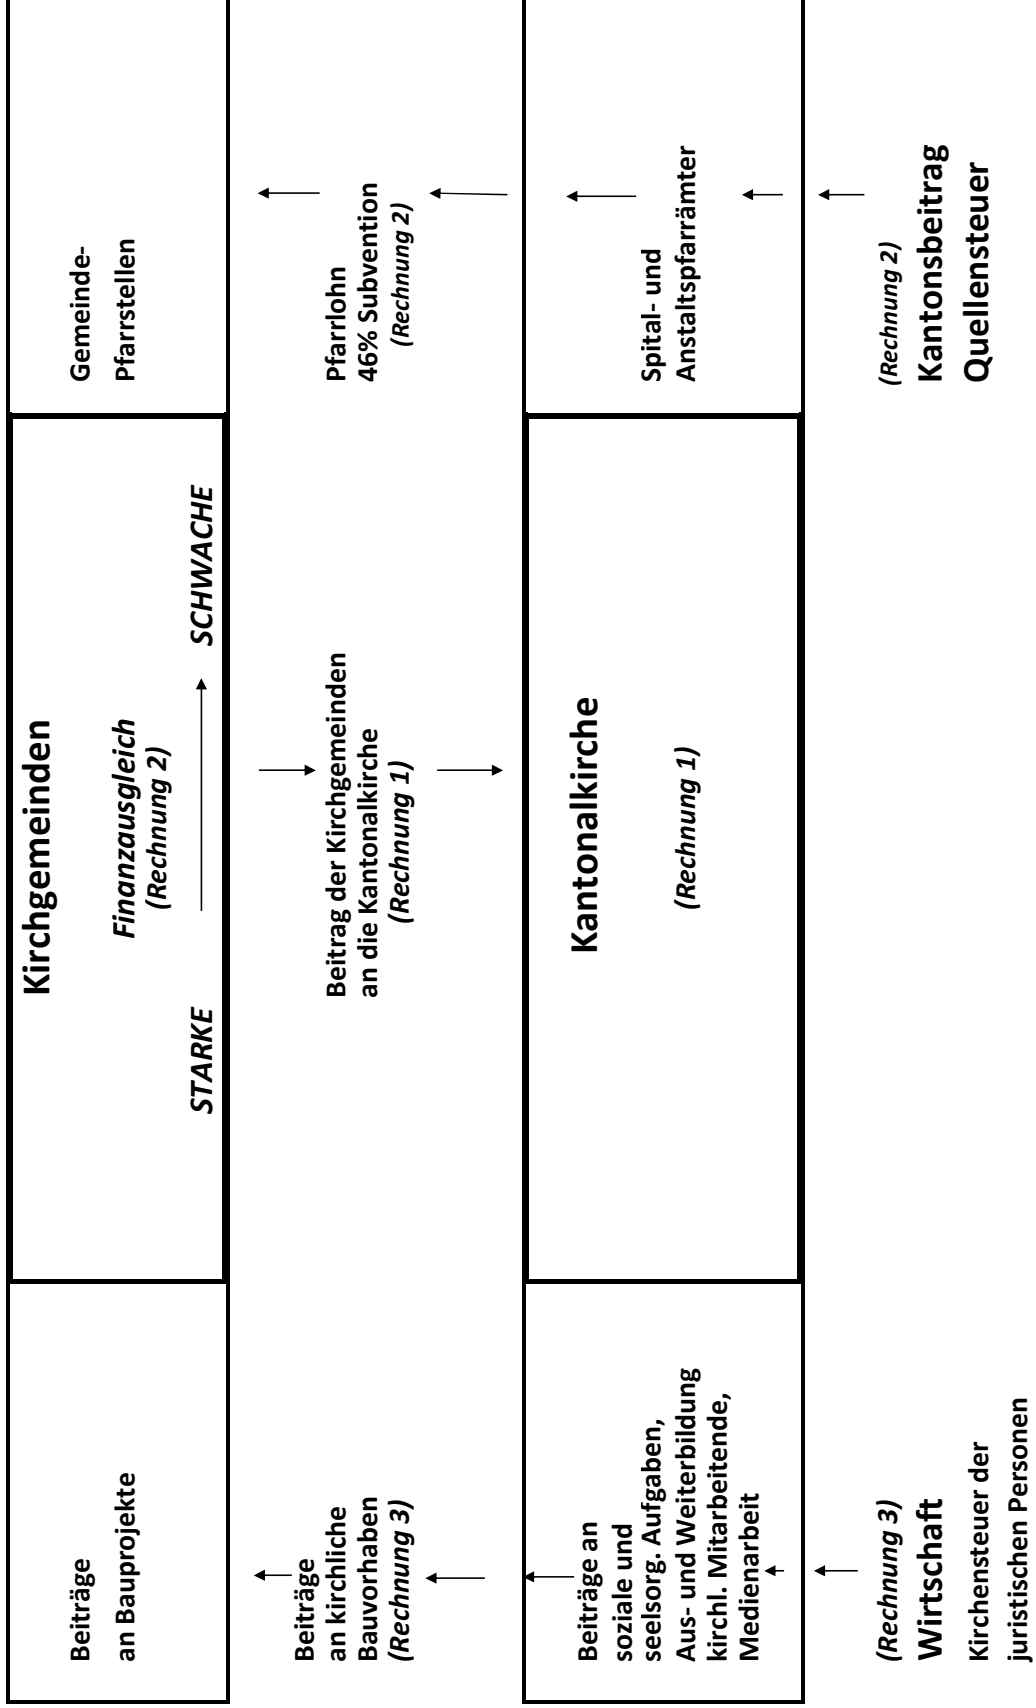 Kirchgemeinden
Beiträge
an Bauprojekte
Finanzausgleich
(Rechnung 2)
STARKE
SCHWACHE
Gemeinde-
Pfarrstellen
Beiträge
an kirchliche
Bauvorhaben
(Rechnung 3)
Beitrag der Kirchgemeinden
an die Kantonalkirche
(Rechnung 1)
Pfarrlohn
46% Subvention
(Rechnung 2)
Beiträge an
soziale und
seelsorg. Aufgaben,
Aus- und Weiterbildung
kirchl. Mitarbeitende,
Medienarbeit
Kantonalkirche
(Rechnung 1)
Spital- und
Anstaltspfarrämter
(Rechnung 3)
Wirtschaft
Kirchensteuer der
juristischen Personen
(Rechnung 2)
Kantonsbeitrag
Quellensteuer